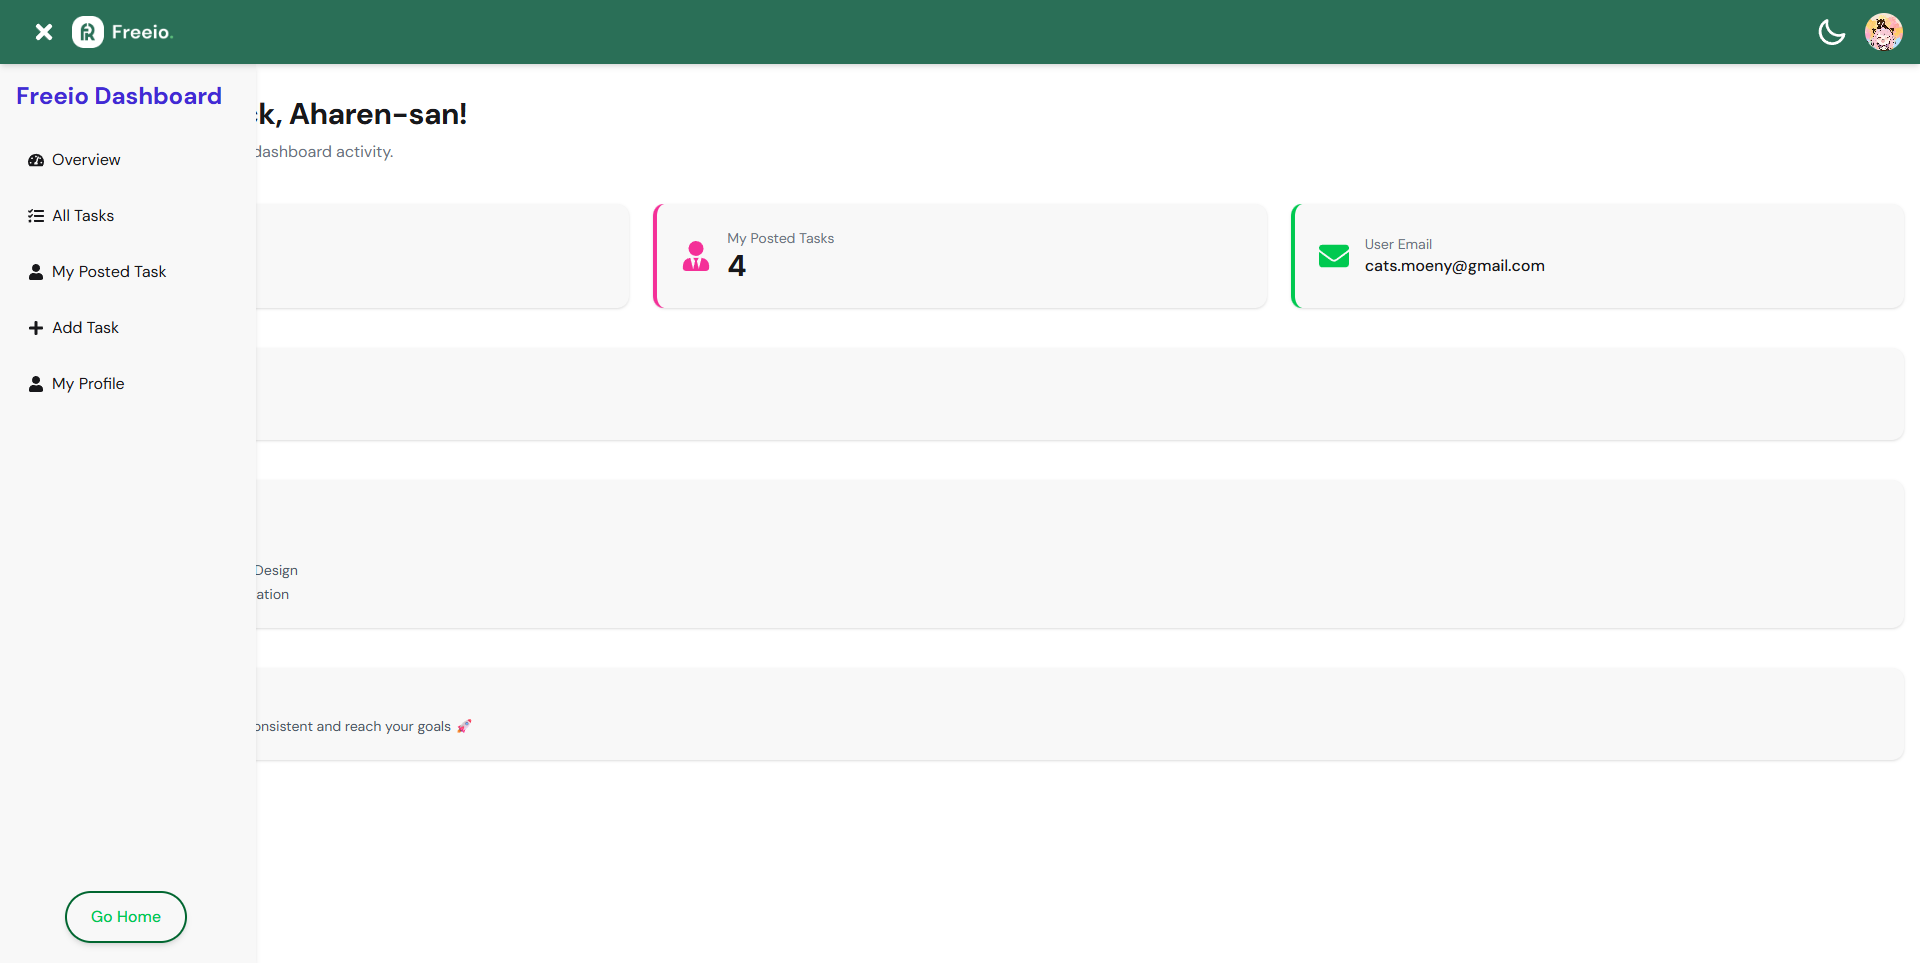 Freeio.
Freeio Dashboard
Overview
All Tasks
My Posted Task
Add Task
My Profile
Go Home
k, Aharen-san!
dashboard activity.
My Posted Tasks
4
User Email
cats.moeny@gmail.com
Design
ation
onsistent and reach your goals 🚀